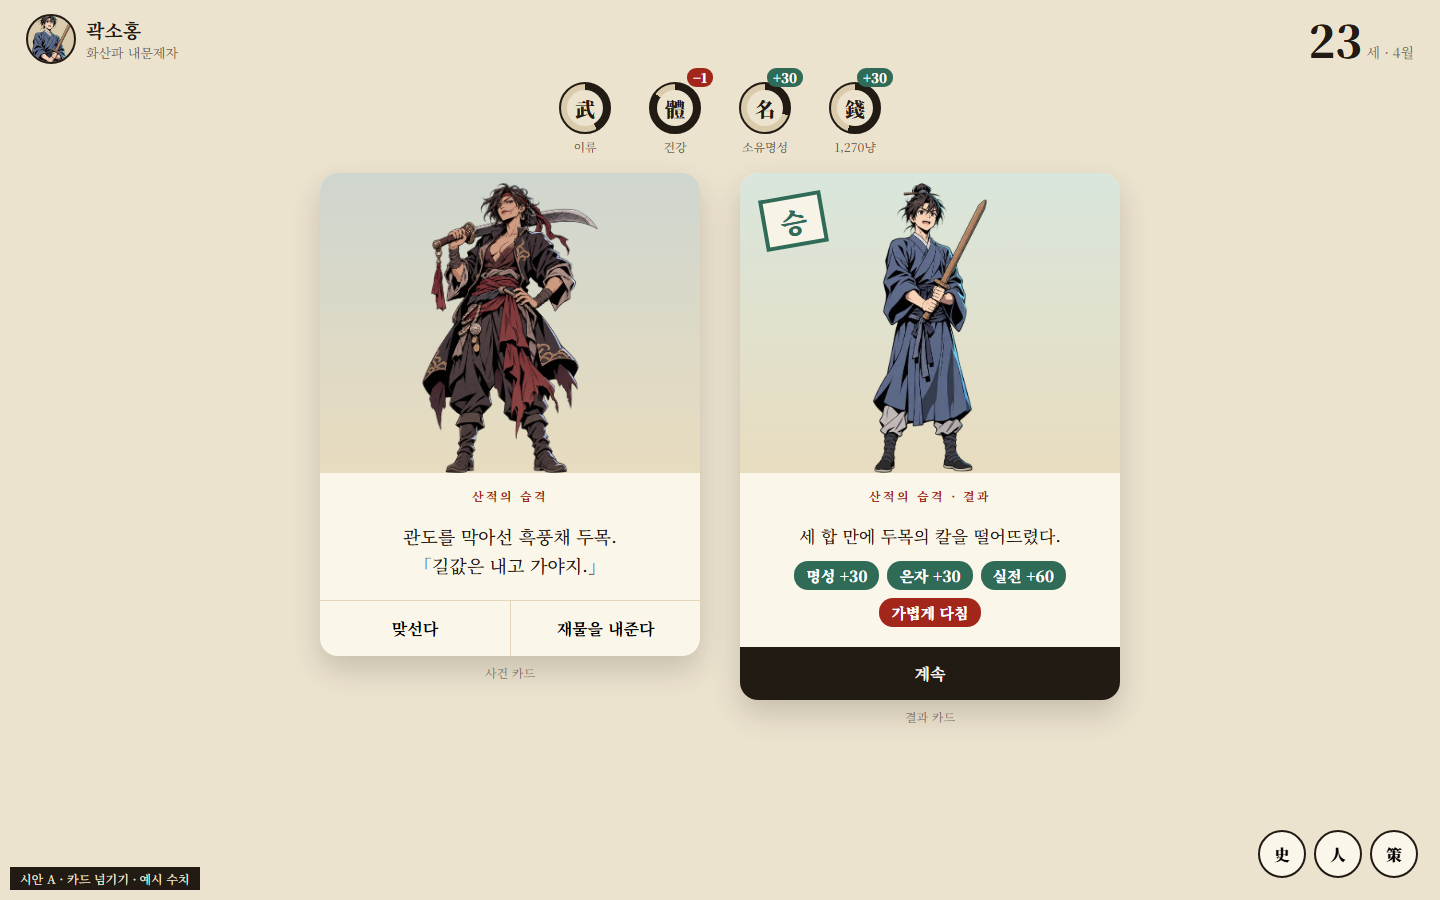 곽소홍
화산파 내문제자
23 세 · 4월
武
體 −1
名 +30
錢 +30
이류
건강
소유명성
1,270냥
승
산적의 습격
관도를 막아선 흑풍채 두목.
「길값은 내고 가야지.」
맞선다
재물을 내준다
사건 카드
산적의 습격 · 결과
세 합 만에 두목의 칼을 떨어뜨렸다.
명성 +30 은자 +30 실전 +60
가볍게 다침
계속
결과 카드
史 人 策
시안 A · 카드 넘기기 · 예시 수치